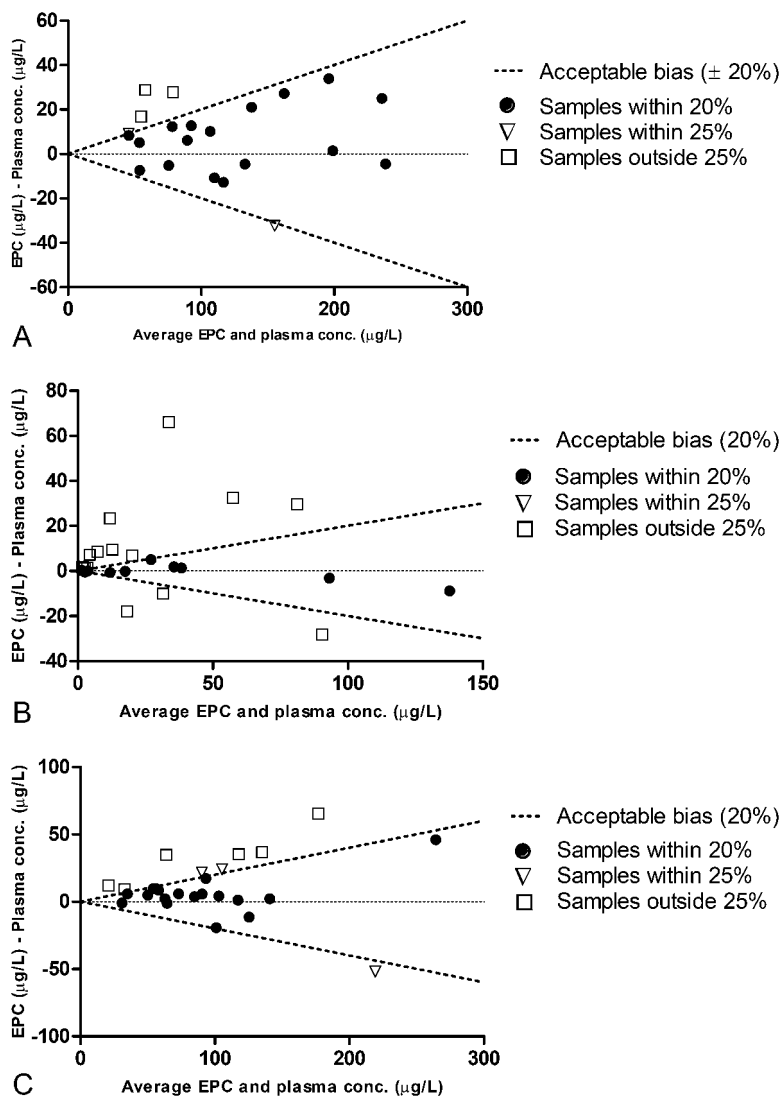 60
40
20
0
-20
-40
-60
EPC (µg/L) - Plasma conc. (µg/L)
0 100 200 300
Average EPC and plasma conc. (µg/L)
Acceptable bias (± 20%)
Samples within 20%
Samples within 25%
Samples outside 25%
A
80
60
40
20
0
-20
-40
EPC (µg/L) - Plasma conc. (µg/L)
0 50 100 150
Average EPC and plasma conc. (µg/L)
Acceptable bias (20%)
Samples within 20%
Samples within 25%
Samples outside 25%
B
100
50
0
-50
-100
EPC (µg/L) - Plasma conc. (µg/L)
0 100 200 300
Average EPC and plasma conc. (µg/L)
Acceptable bias (20%)
Samples within 20%
Samples within 25%
Samples outside 25%
C